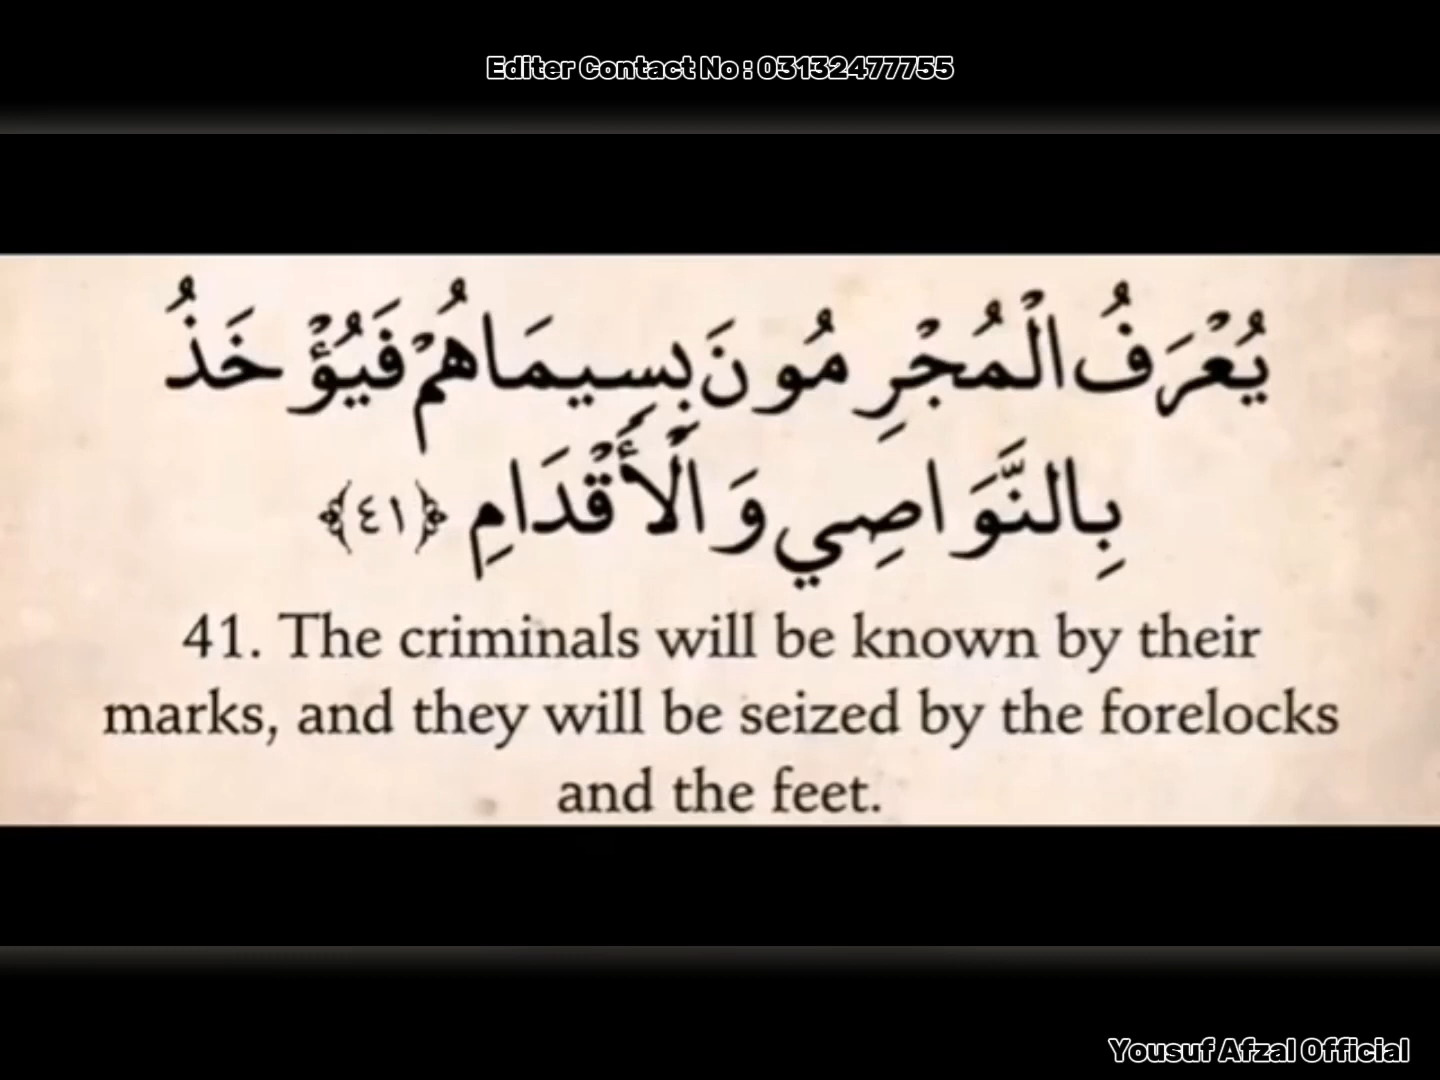 Editer Contact No : 03132477755
يُعْرَفُ الْمُجْرِمُونَ بِسِيمَاهُمْ فَيُؤْخَذُ
بِالنَّوَاصِي وَالْأَقْدَامِ ﴿٤١﴾
41. The criminals will be known by their
marks, and they will be seized by the forelocks
and the feet.
Yousuf Afzal Official